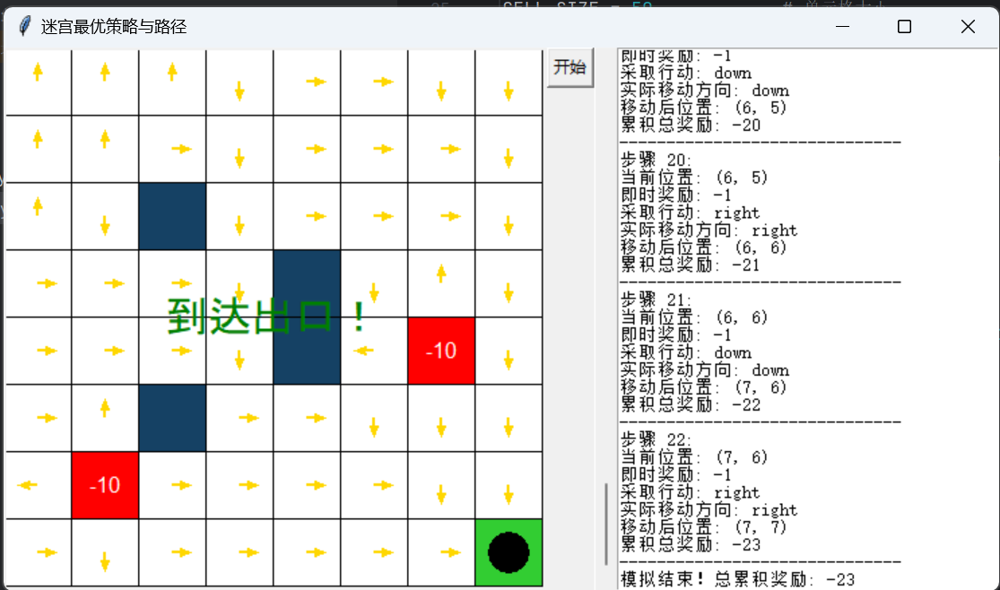 迷宫最优策略与路径
开始
-10
-10
到达出口！
即时奖励: -1
采取行动: down
实际移动方向: down
移动后位置: (6, 5)
累积总奖励: -20
------------------------------
步骤 20:
当前位置: (6, 5)
即时奖励: -1
采取行动: right
实际移动方向: right
移动后位置: (6, 6)
累积总奖励: -21
------------------------------
步骤 21:
当前位置: (6, 6)
即时奖励: -1
采取行动: down
实际移动方向: down
移动后位置: (7, 6)
累积总奖励: -22
------------------------------
步骤 22:
当前位置: (7, 6)
即时奖励: -1
采取行动: right
实际移动方向: right
移动后位置: (7, 7)
累积总奖励: -23
------------------------------
模拟结束! 总累积奖励: -23